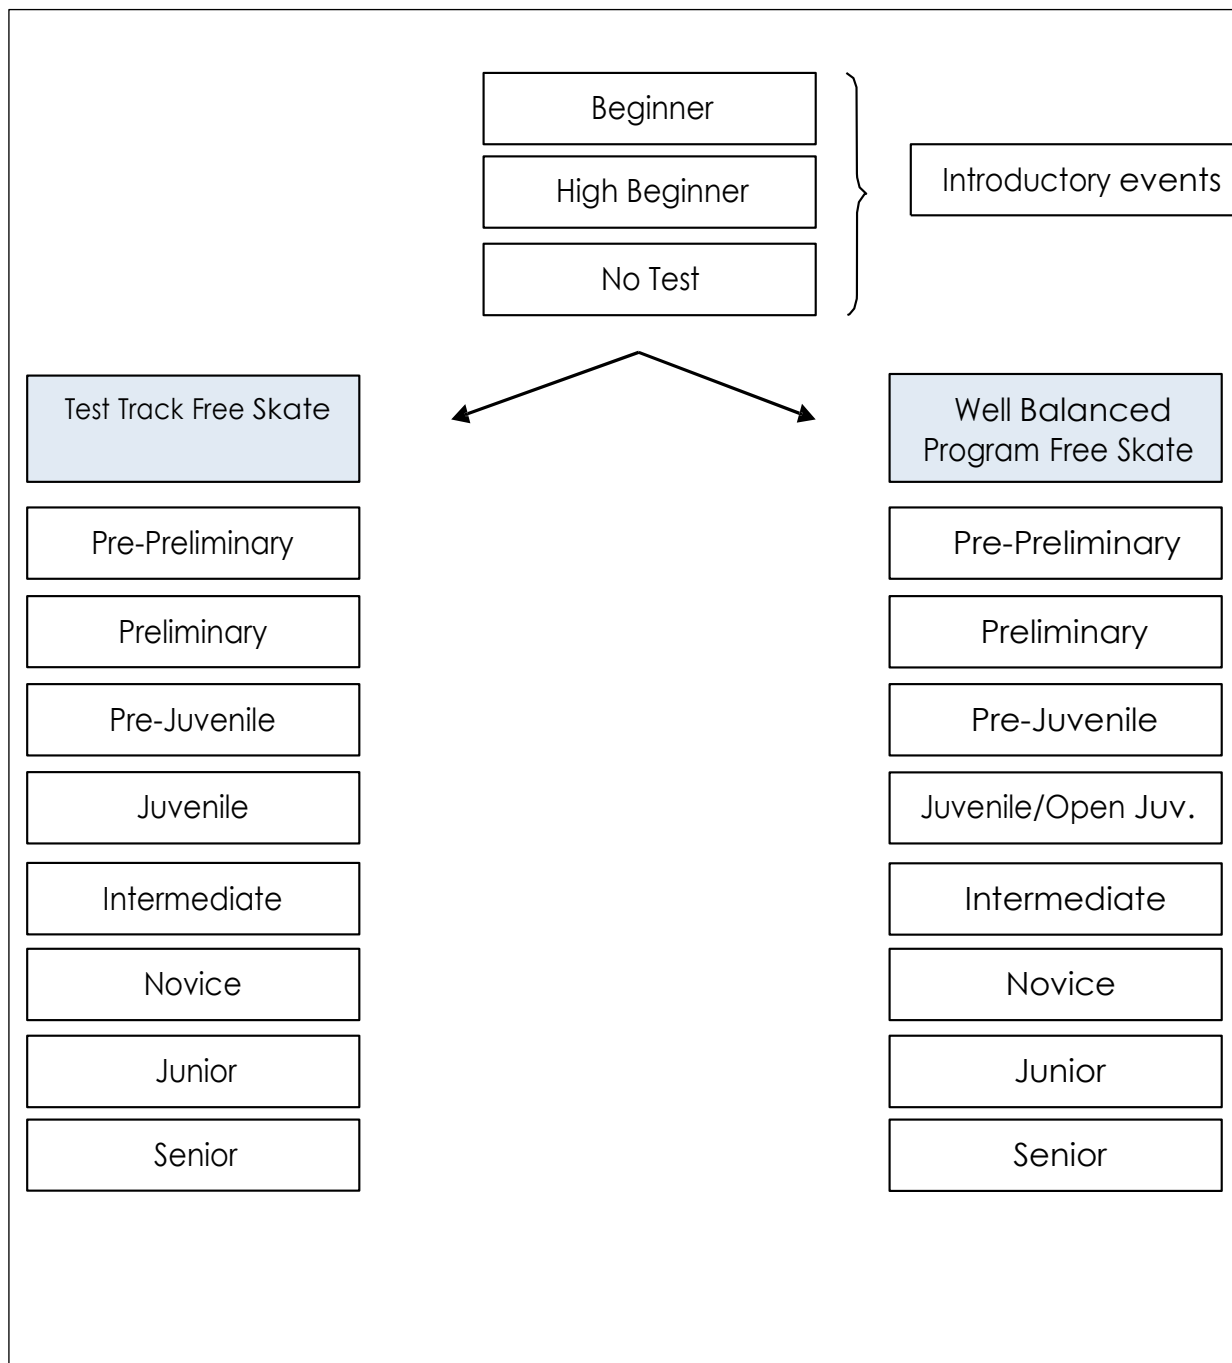 Beginner
High Beginner
No Test
Introductory events
Test Track Free Skate
Well Balanced
Program Free Skate
Pre-Preliminary
Pre-Preliminary
Preliminary
Preliminary
Pre-Juvenile
Pre-Juvenile
Juvenile
Juvenile/Open Juv.
Intermediate
Intermediate
Novice
Novice
Junior
Junior
Senior
Senior